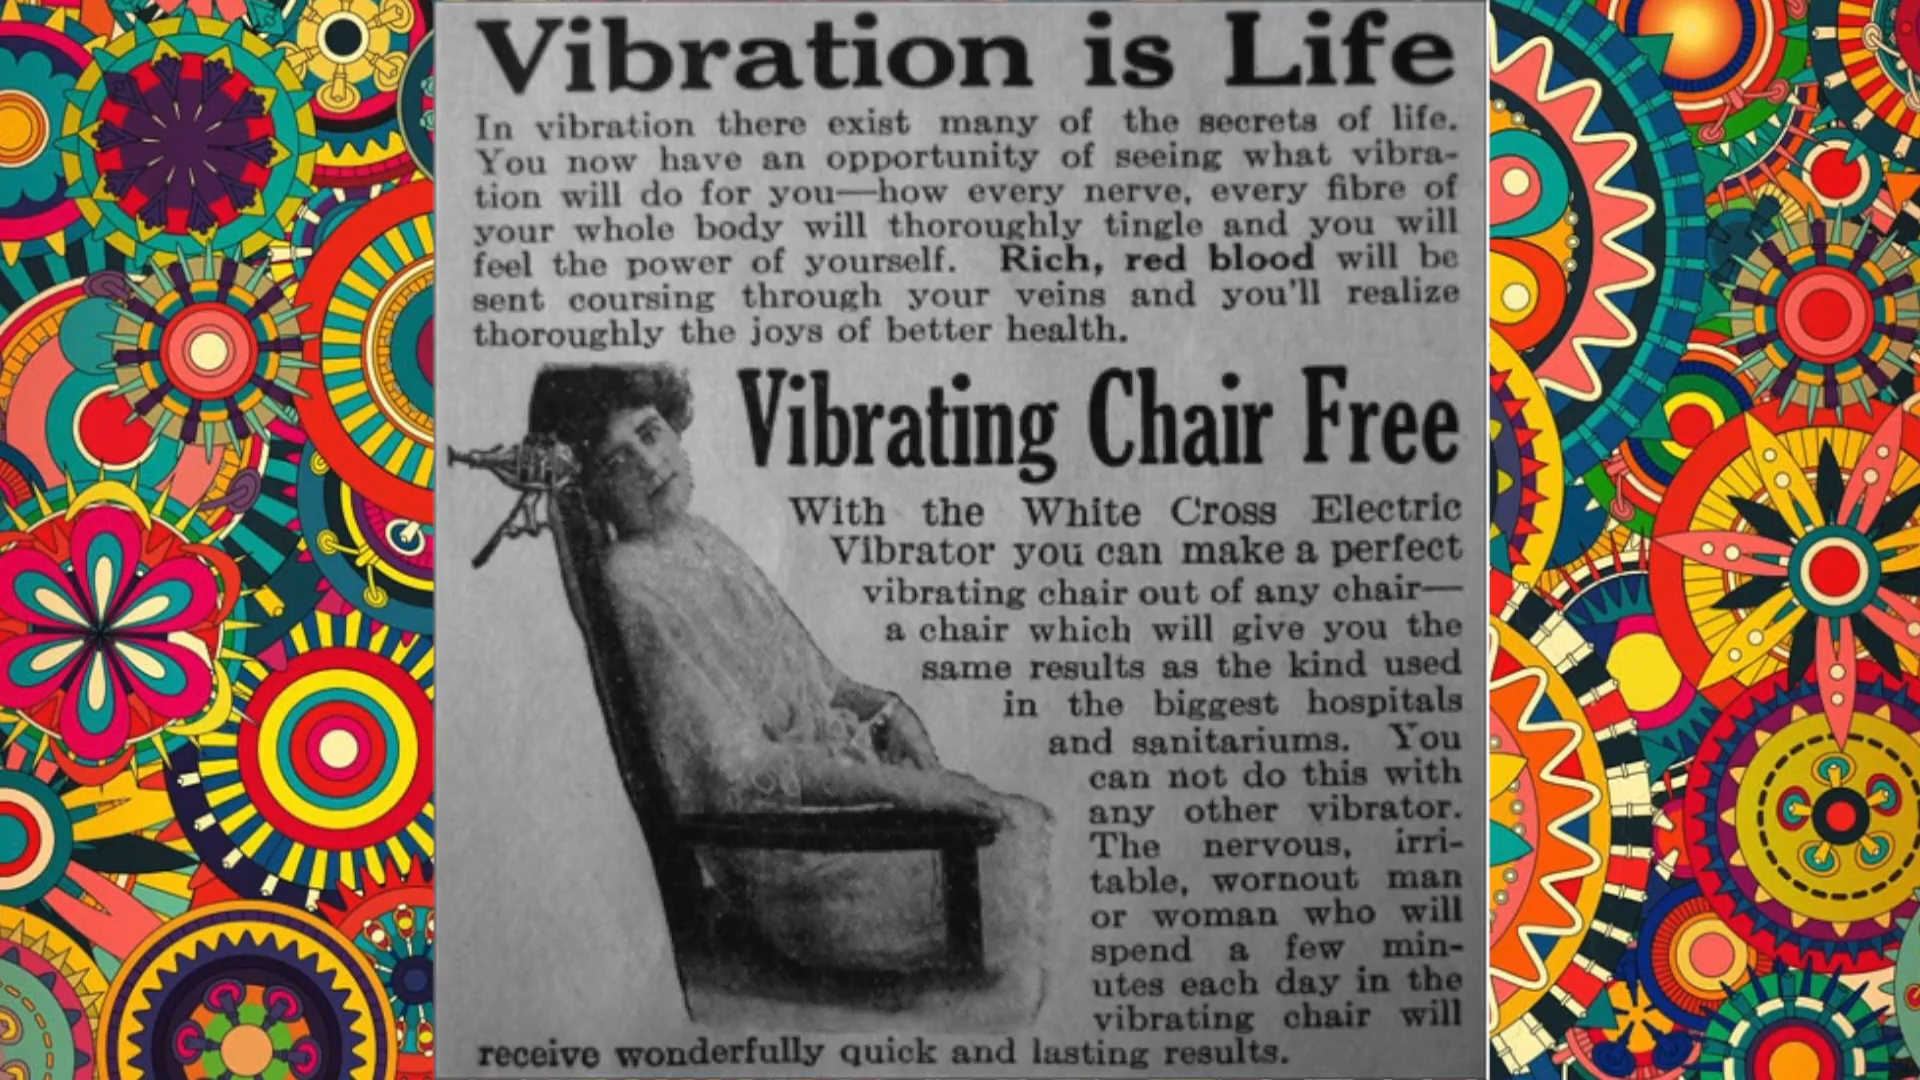 Vibration is Life
In vibration there exist many of the secrets of life.
You now have an opportunity of seeing what vibra-
tion will do for you—how every nerve, every fibre of
your whole body will thoroughly tingle and you will
feel the power of yourself. Rich, red blood will be
sent coursing through your veins and you'll realize
thoroughly the joys of better health.
Vibrating Chair Free
With the White Cross Electric
Vibrator you can make a perfect
vibrating chair out of any chair—
a chair which will give you the
same results as the kind used
in the biggest hospitals
and sanitariums. You
can not do this with
any other vibrator.
The nervous, irri-
table, wornout man
or woman who will
spend a few min-
utes each day in the
vibrating chair will
receive wonderfully quick and lasting results.